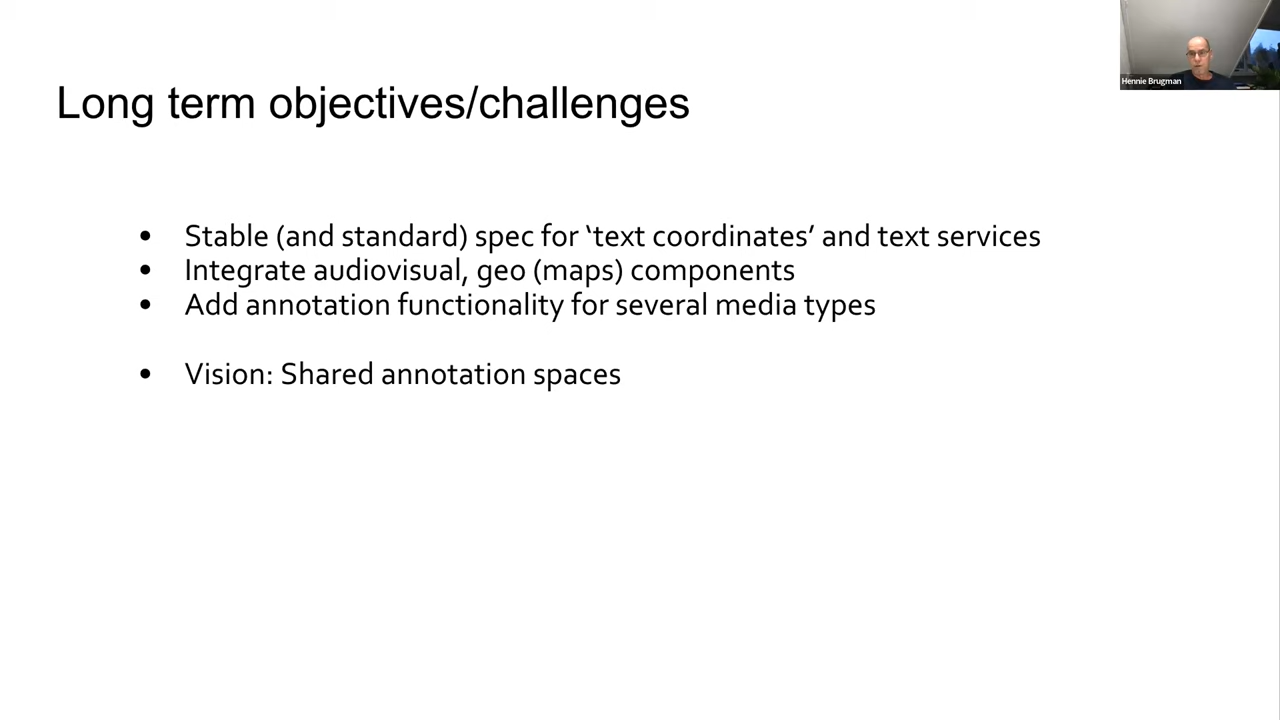 Hennie Brugman
Long term objectives/challenges
• Stable (and standard) spec for ‘text coordinates’ and text services
• Integrate audiovisual, geo (maps) components
• Add annotation functionality for several media types
• Vision: Shared annotation spaces